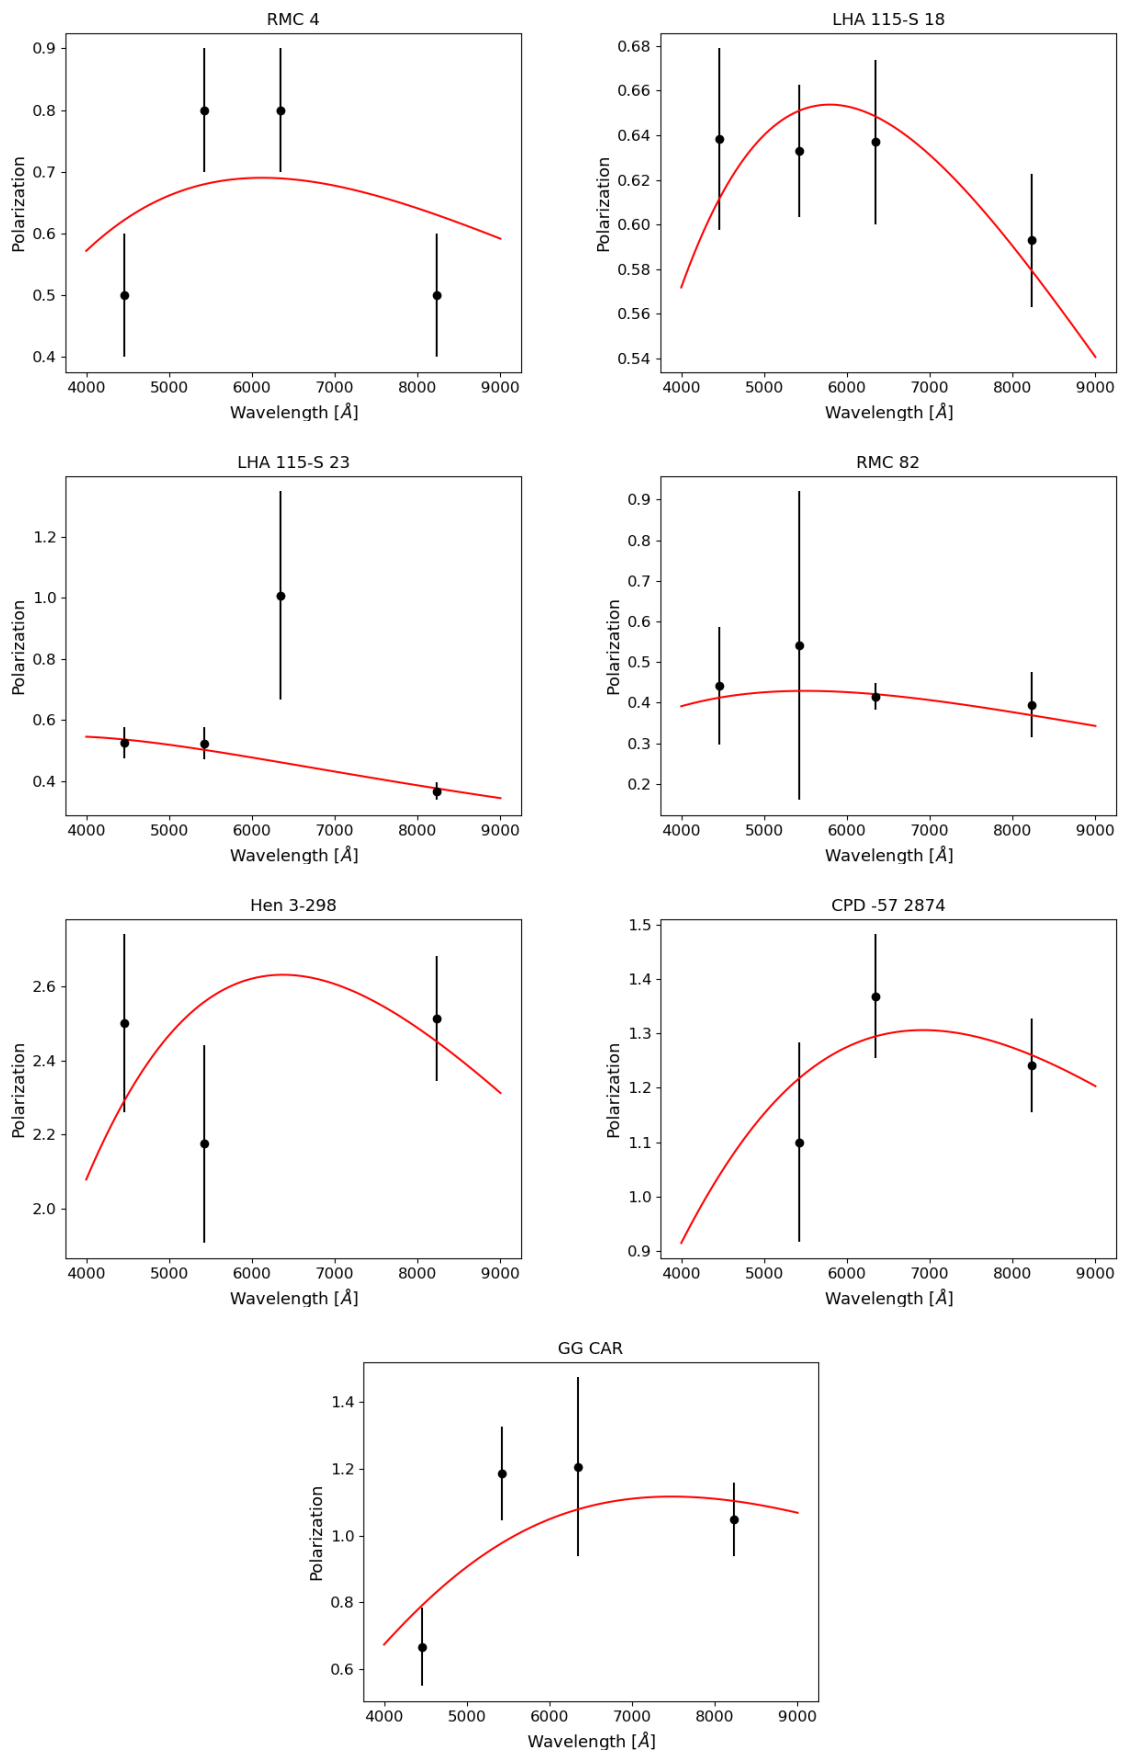 RMC 4
0.9
0.8
0.7
0.6
0.5
0.4
Polarization
4000 5000 6000 7000 8000 9000
Wavelength [Å]
LHA 115-S 18
0.68
0.66
0.64
0.62
0.60
0.58
0.56
0.54
Polarization
4000 5000 6000 7000 8000 9000
Wavelength [Å]
LHA 115-S 23
1.2
1.0
0.8
0.6
0.4
Polarization
4000 5000 6000 7000 8000 9000
Wavelength [Å]
RMC 82
0.9
0.8
0.7
0.6
0.5
0.4
0.3
0.2
Polarization
4000 5000 6000 7000 8000 9000
Wavelength [Å]
Hen 3-298
2.6
2.4
2.2
2.0
Polarization
4000 5000 6000 7000 8000 9000
Wavelength [Å]
CPD -57 2874
1.5
1.4
1.3
1.2
1.1
1.0
0.9
Polarization
4000 5000 6000 7000 8000 9000
Wavelength [Å]
GG CAR
1.4
1.2
1.0
0.8
0.6
Polarization
4000 5000 6000 7000 8000 9000
Wavelength [Å]